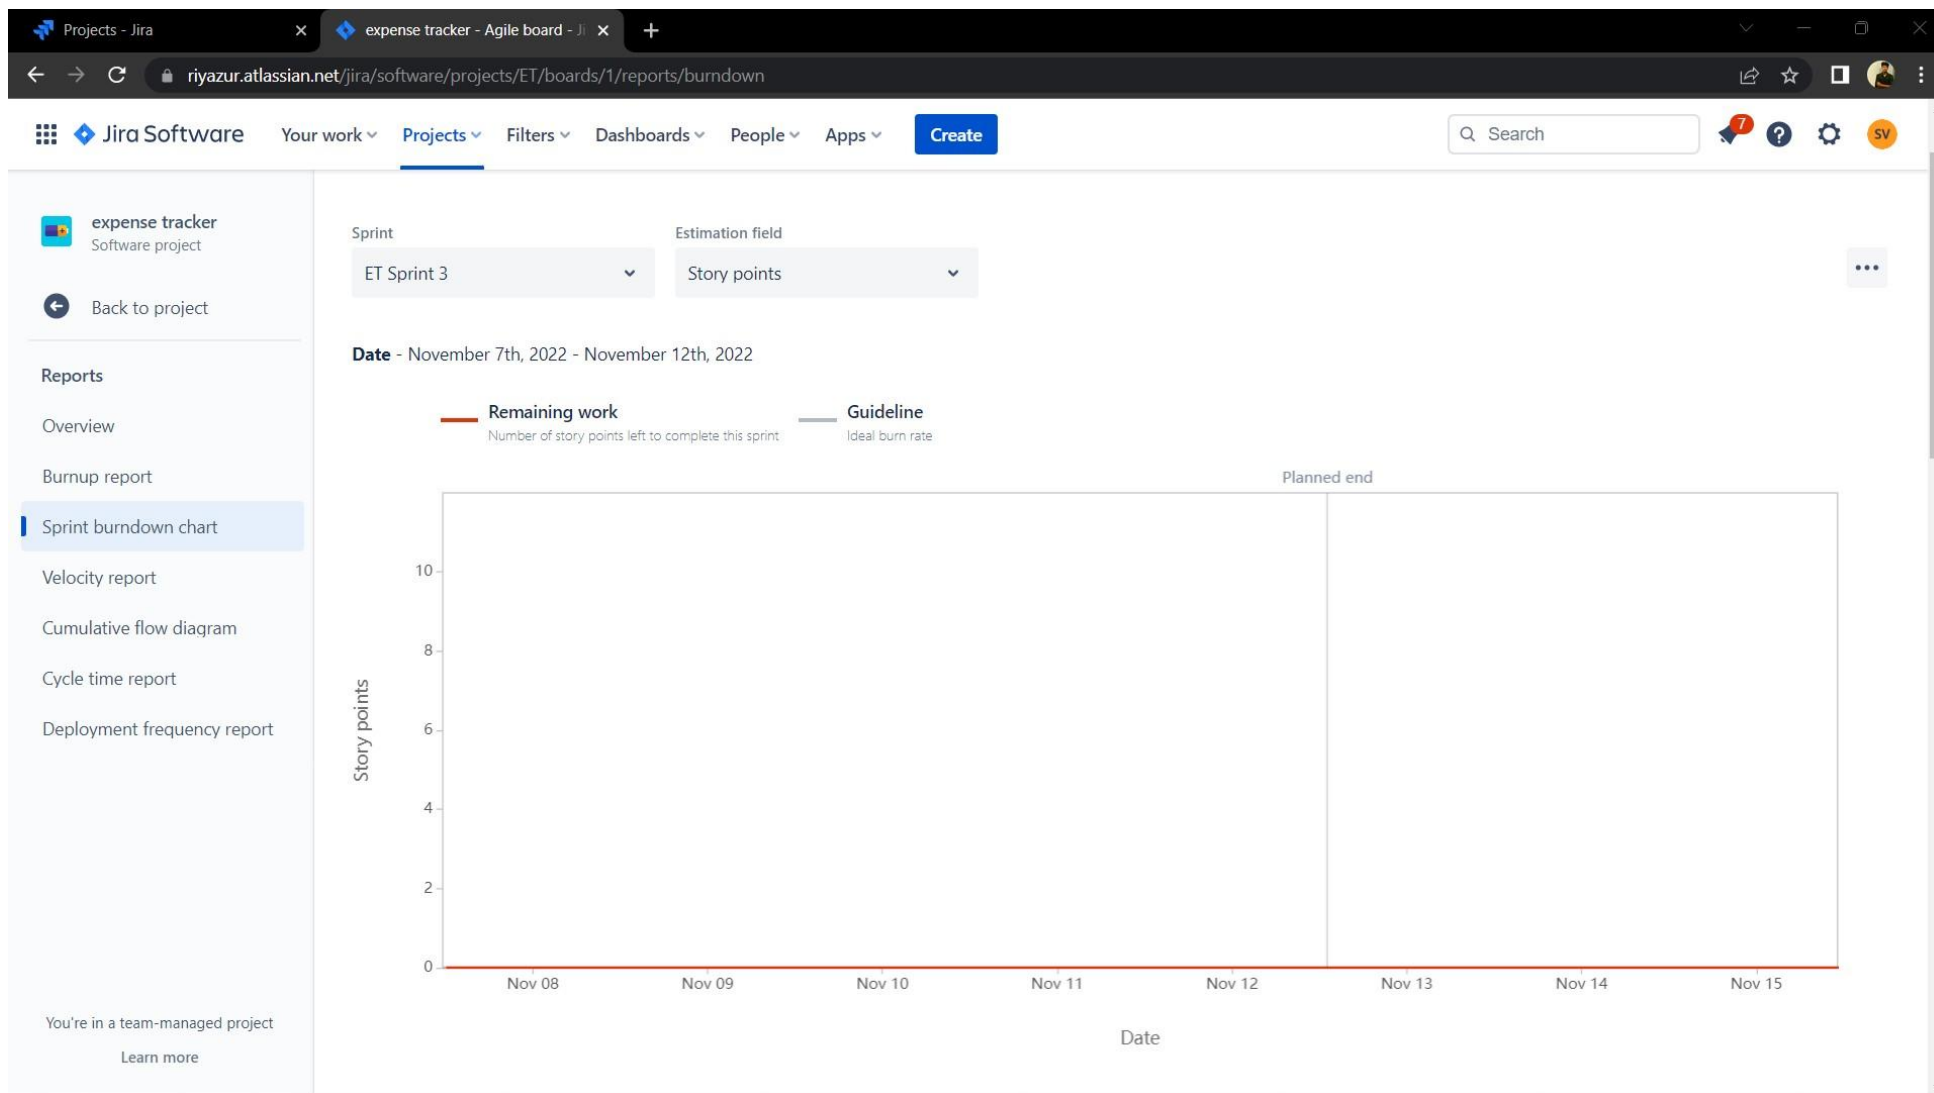 Projects - Jira
expense tracker - Agile board - Ji
riyazur.atlassian.net/jira/software/projects/ET/boards/1/reports/burndown
Jira Software Your work Projects Filters Dashboards People Apps Create Search 7 SV
expense tracker
Software project
Back to project
Reports
Overview
Burnup report
Sprint burndown chart
Velocity report
Cumulative flow diagram
Cycle time report
Deployment frequency report
You're in a team-managed project
Learn more
Sprint Estimation field
ET Sprint 3 Story points
Date - November 7th, 2022 - November 12th, 2022
Remaining work Guideline
Number of story points left to complete this sprint Ideal burn rate
Planned end
10
8
6
4
2
0
Story points
Nov 08 Nov 09 Nov 10 Nov 11 Nov 12 Nov 13 Nov 14 Nov 15
Date